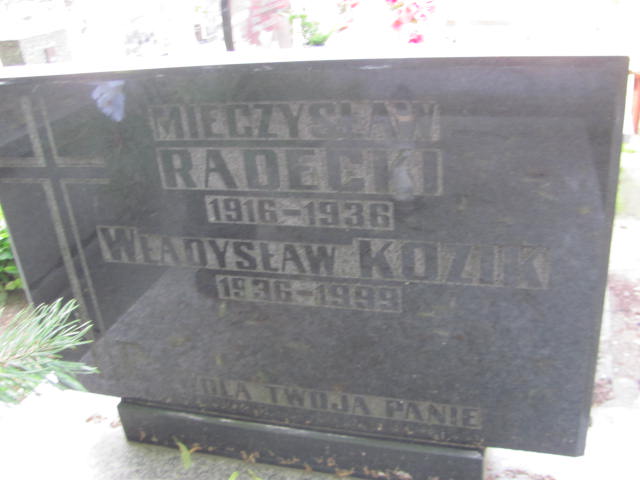 MIECZYSŁAW
RADECKI
1916-1936
WŁADYSŁAW KOZIK
1936-1999
WOLA TWOJA PANIE